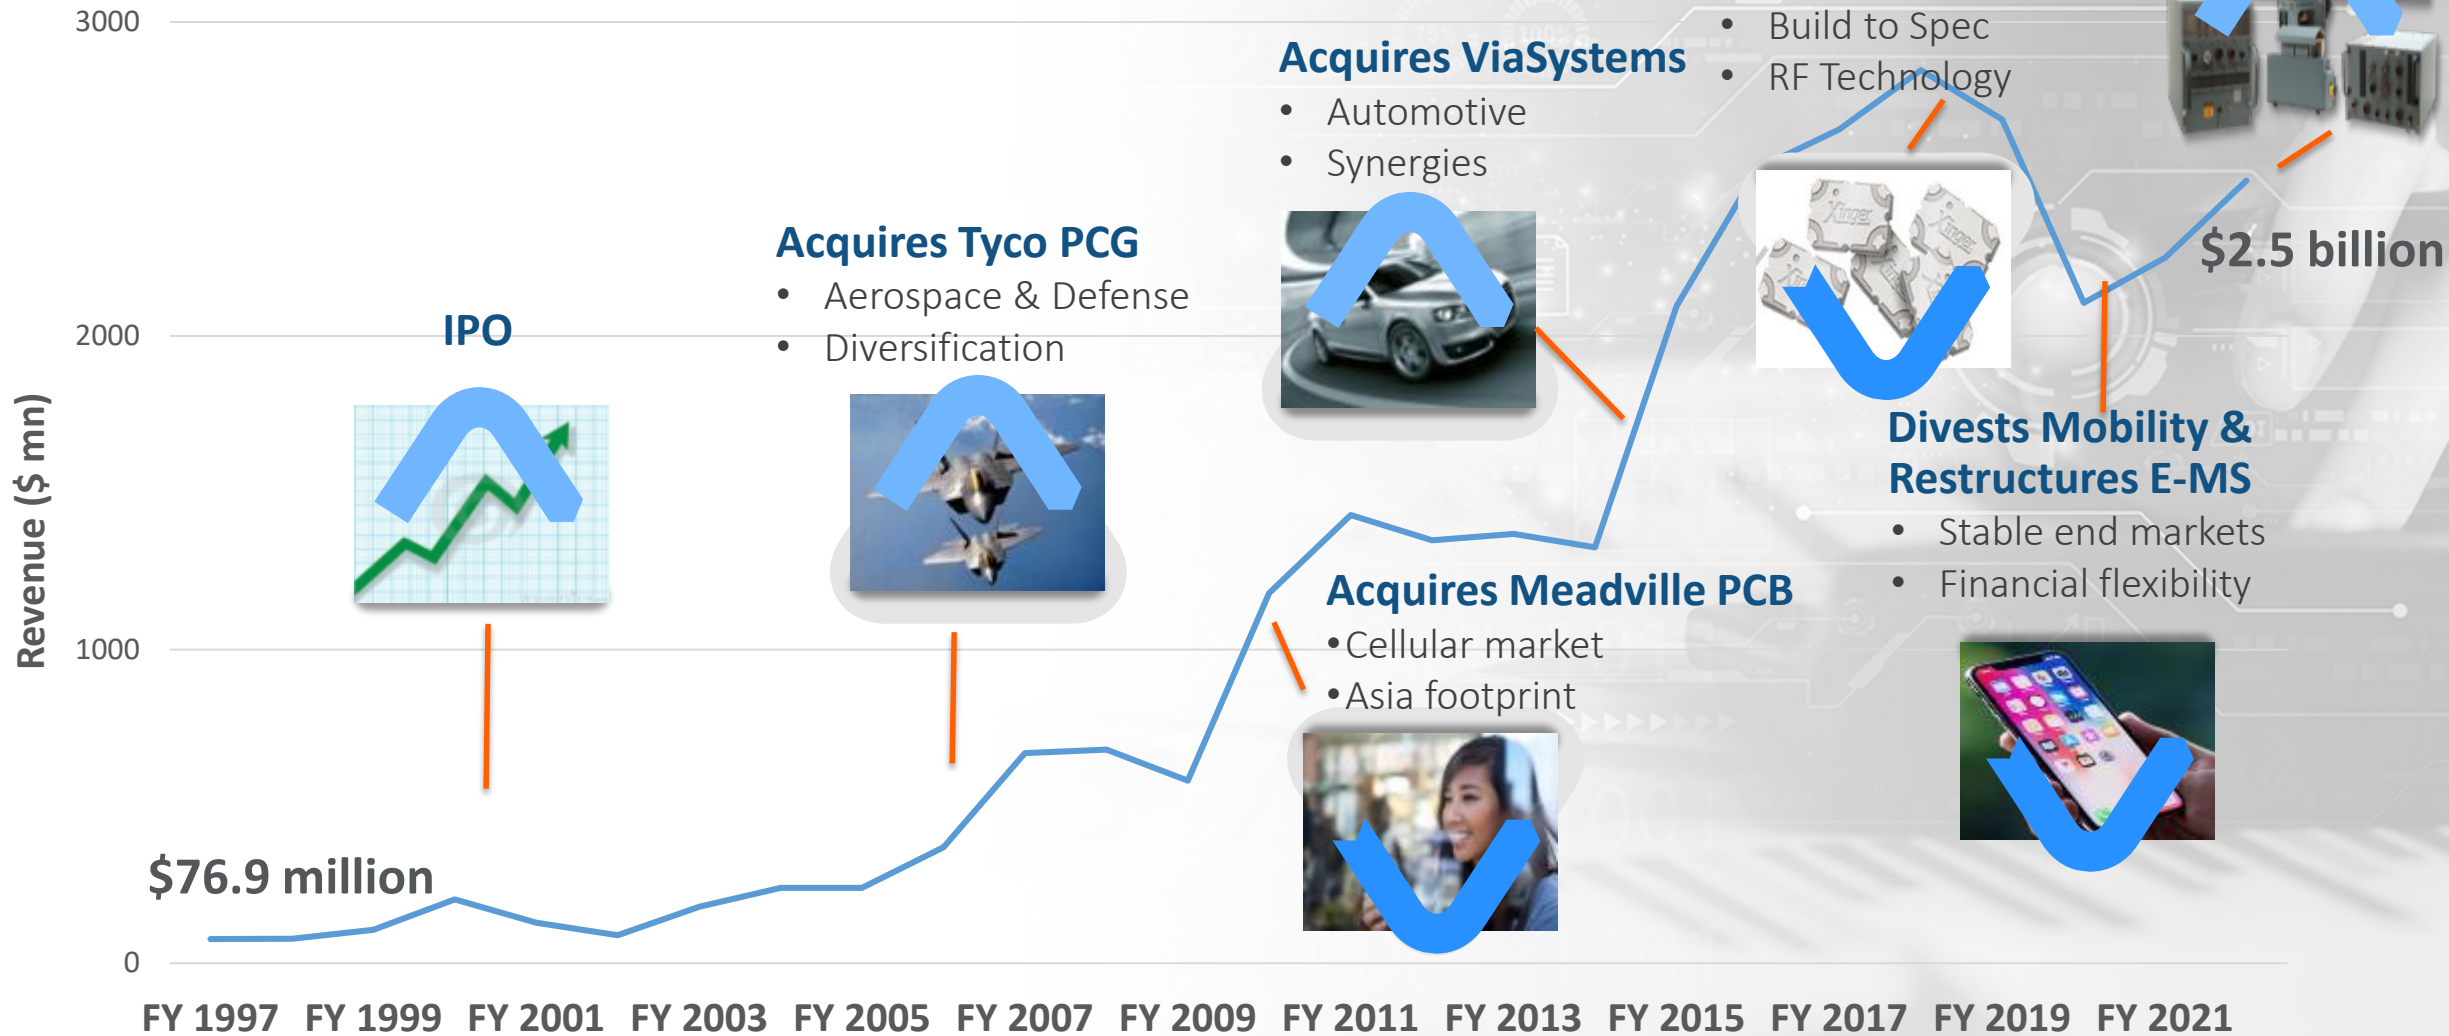 3000
2000
1000
0
Revenue ($ mn)
$76.9 million
IPO
Acquires Tyco PCG
• Aerospace & Defense
• Diversification
Acquires ViaSystems
• Automotive
• Synergies
• Build to Spec
• RF Technology
Xinger
Xinger
$2.5 billion
Divests Mobility &
Restructures E-MS
• Stable end markets
• Financial flexibility
Acquires Meadville PCB
• Cellular market
• Asia footprint
FY 1997 FY 1999 FY 2001 FY 2003 FY 2005 FY 2007 FY 2009 FY 2011 FY 2013 FY 2015 FY 2017 FY 2019 FY 2021